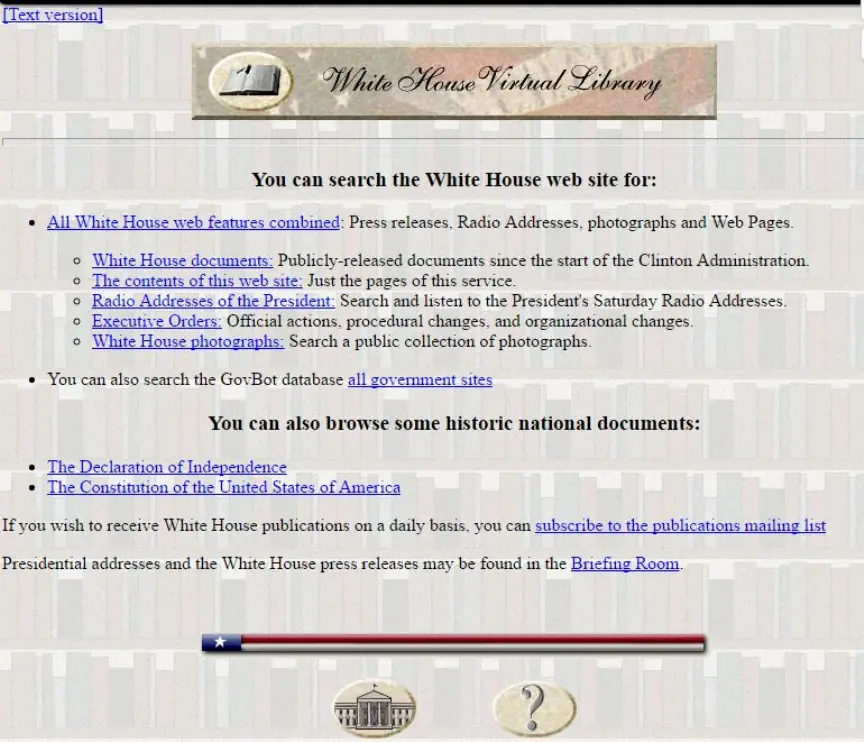 [Text version]
White House Virtual Library
You can search the White House web site for:
All White House web features combined: Press releases, Radio Addresses, photographs and Web Pages.
White House documents: Publicly-released documents since the start of the Clinton Administration.
The contents of this web site: Just the pages of this service.
Radio Addresses of the President: Search and listen to the President's Saturday Radio Addresses.
Executive Orders: Official actions, procedural changes, and organizational changes.
White House photographs: Search a public collection of photographs.
You can also search the GovBot database all government sites
You can also browse some historic national documents:
The Declaration of Independence
The Constitution of the United States of America
If you wish to receive White House publications on a daily basis, you can subscribe to the publications mailing list
Presidential addresses and the White House press releases may be found in the Briefing Room.
?